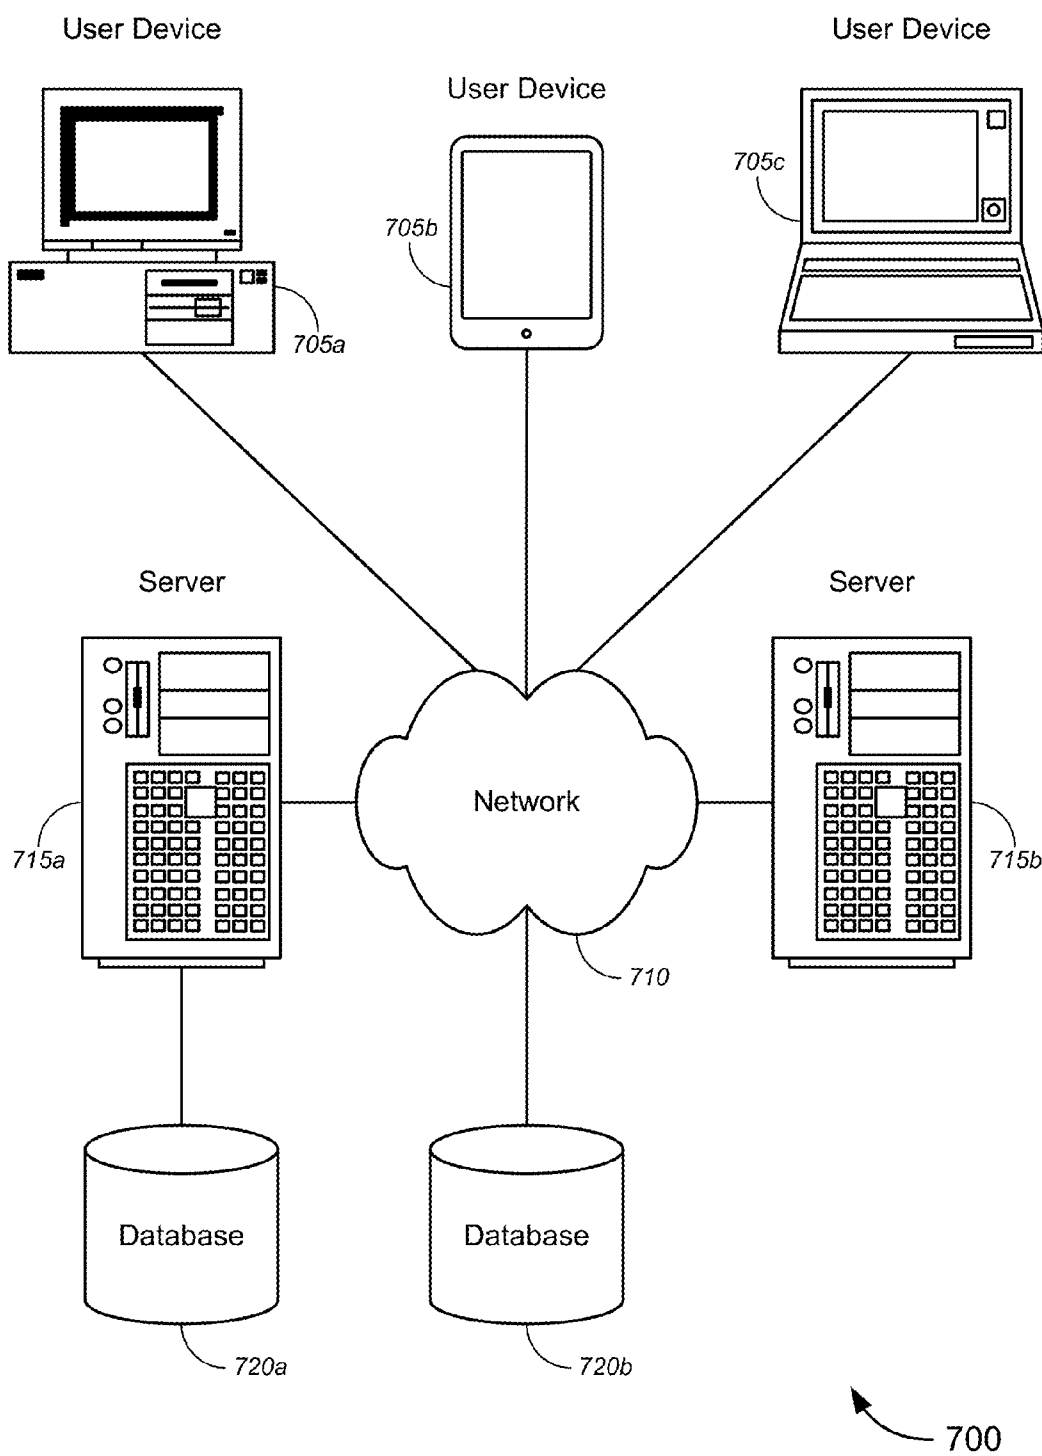 User Device
User Device
User Device
705a
705b
705c
Server
Server
Network
715a
715b
710
Database
Database
720a
720b
700